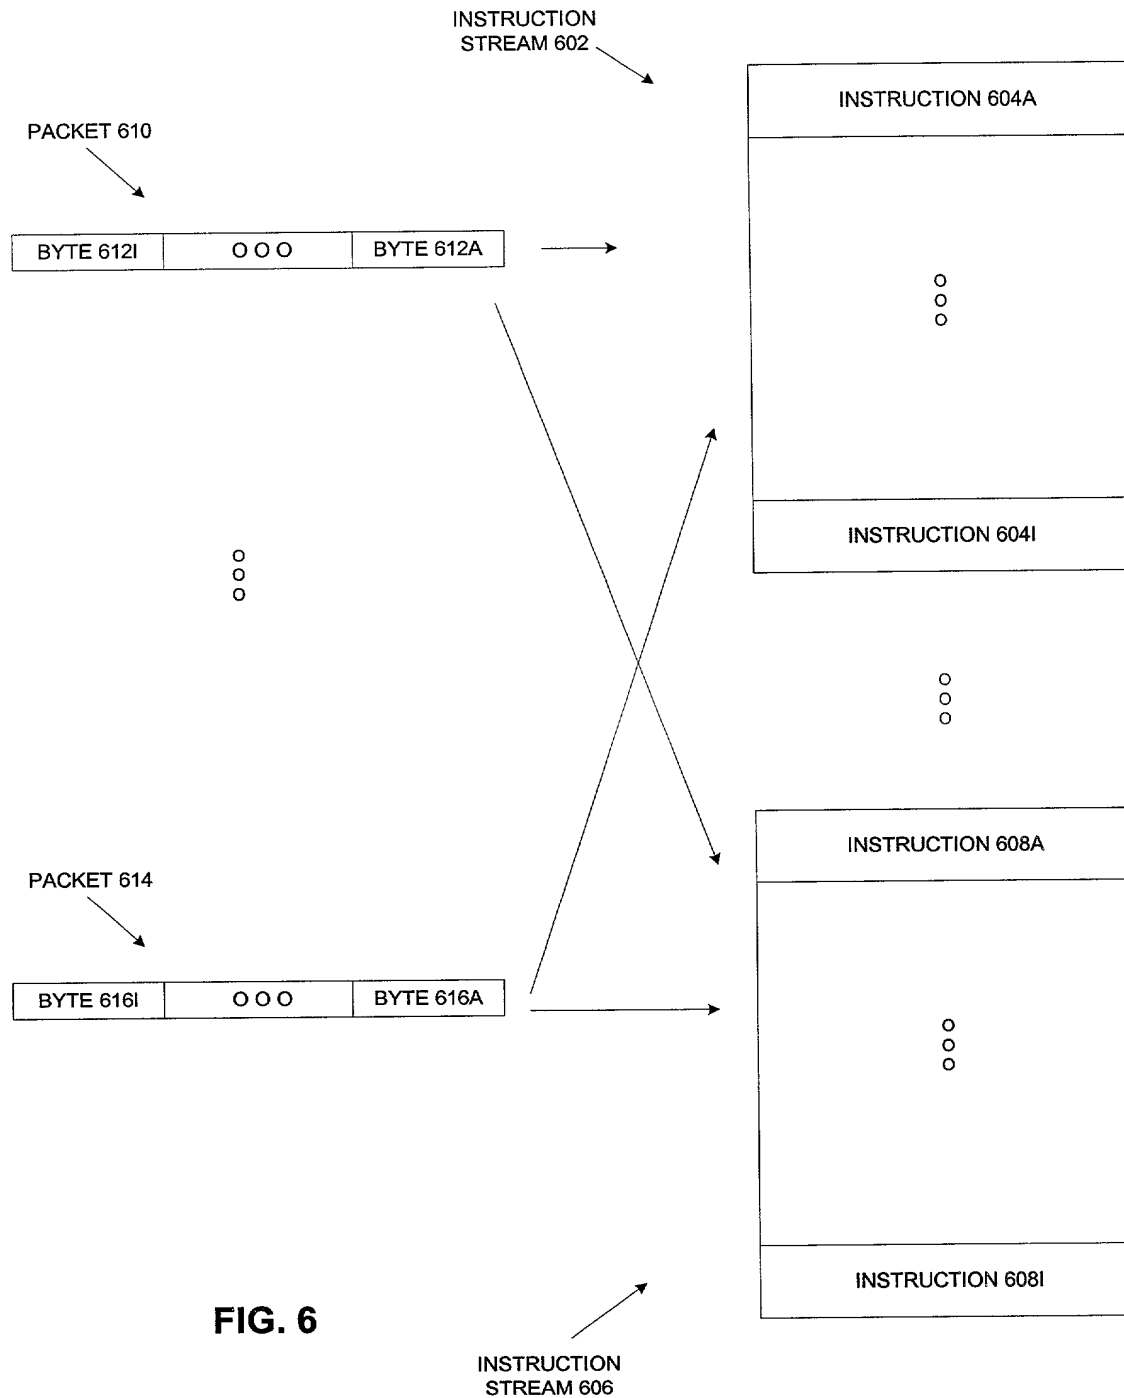 INSTRUCTION
STREAM 602
INSTRUCTION 604A
PACKET 610
BYTE 612I
O O O
BYTE 612A
O
O
O
INSTRUCTION 604I
O
O
O
O
O
O
INSTRUCTION 608A
PACKET 614
BYTE 616I
O O O
BYTE 616A
O
O
O
INSTRUCTION 608I
FIG. 6
INSTRUCTION
STREAM 606